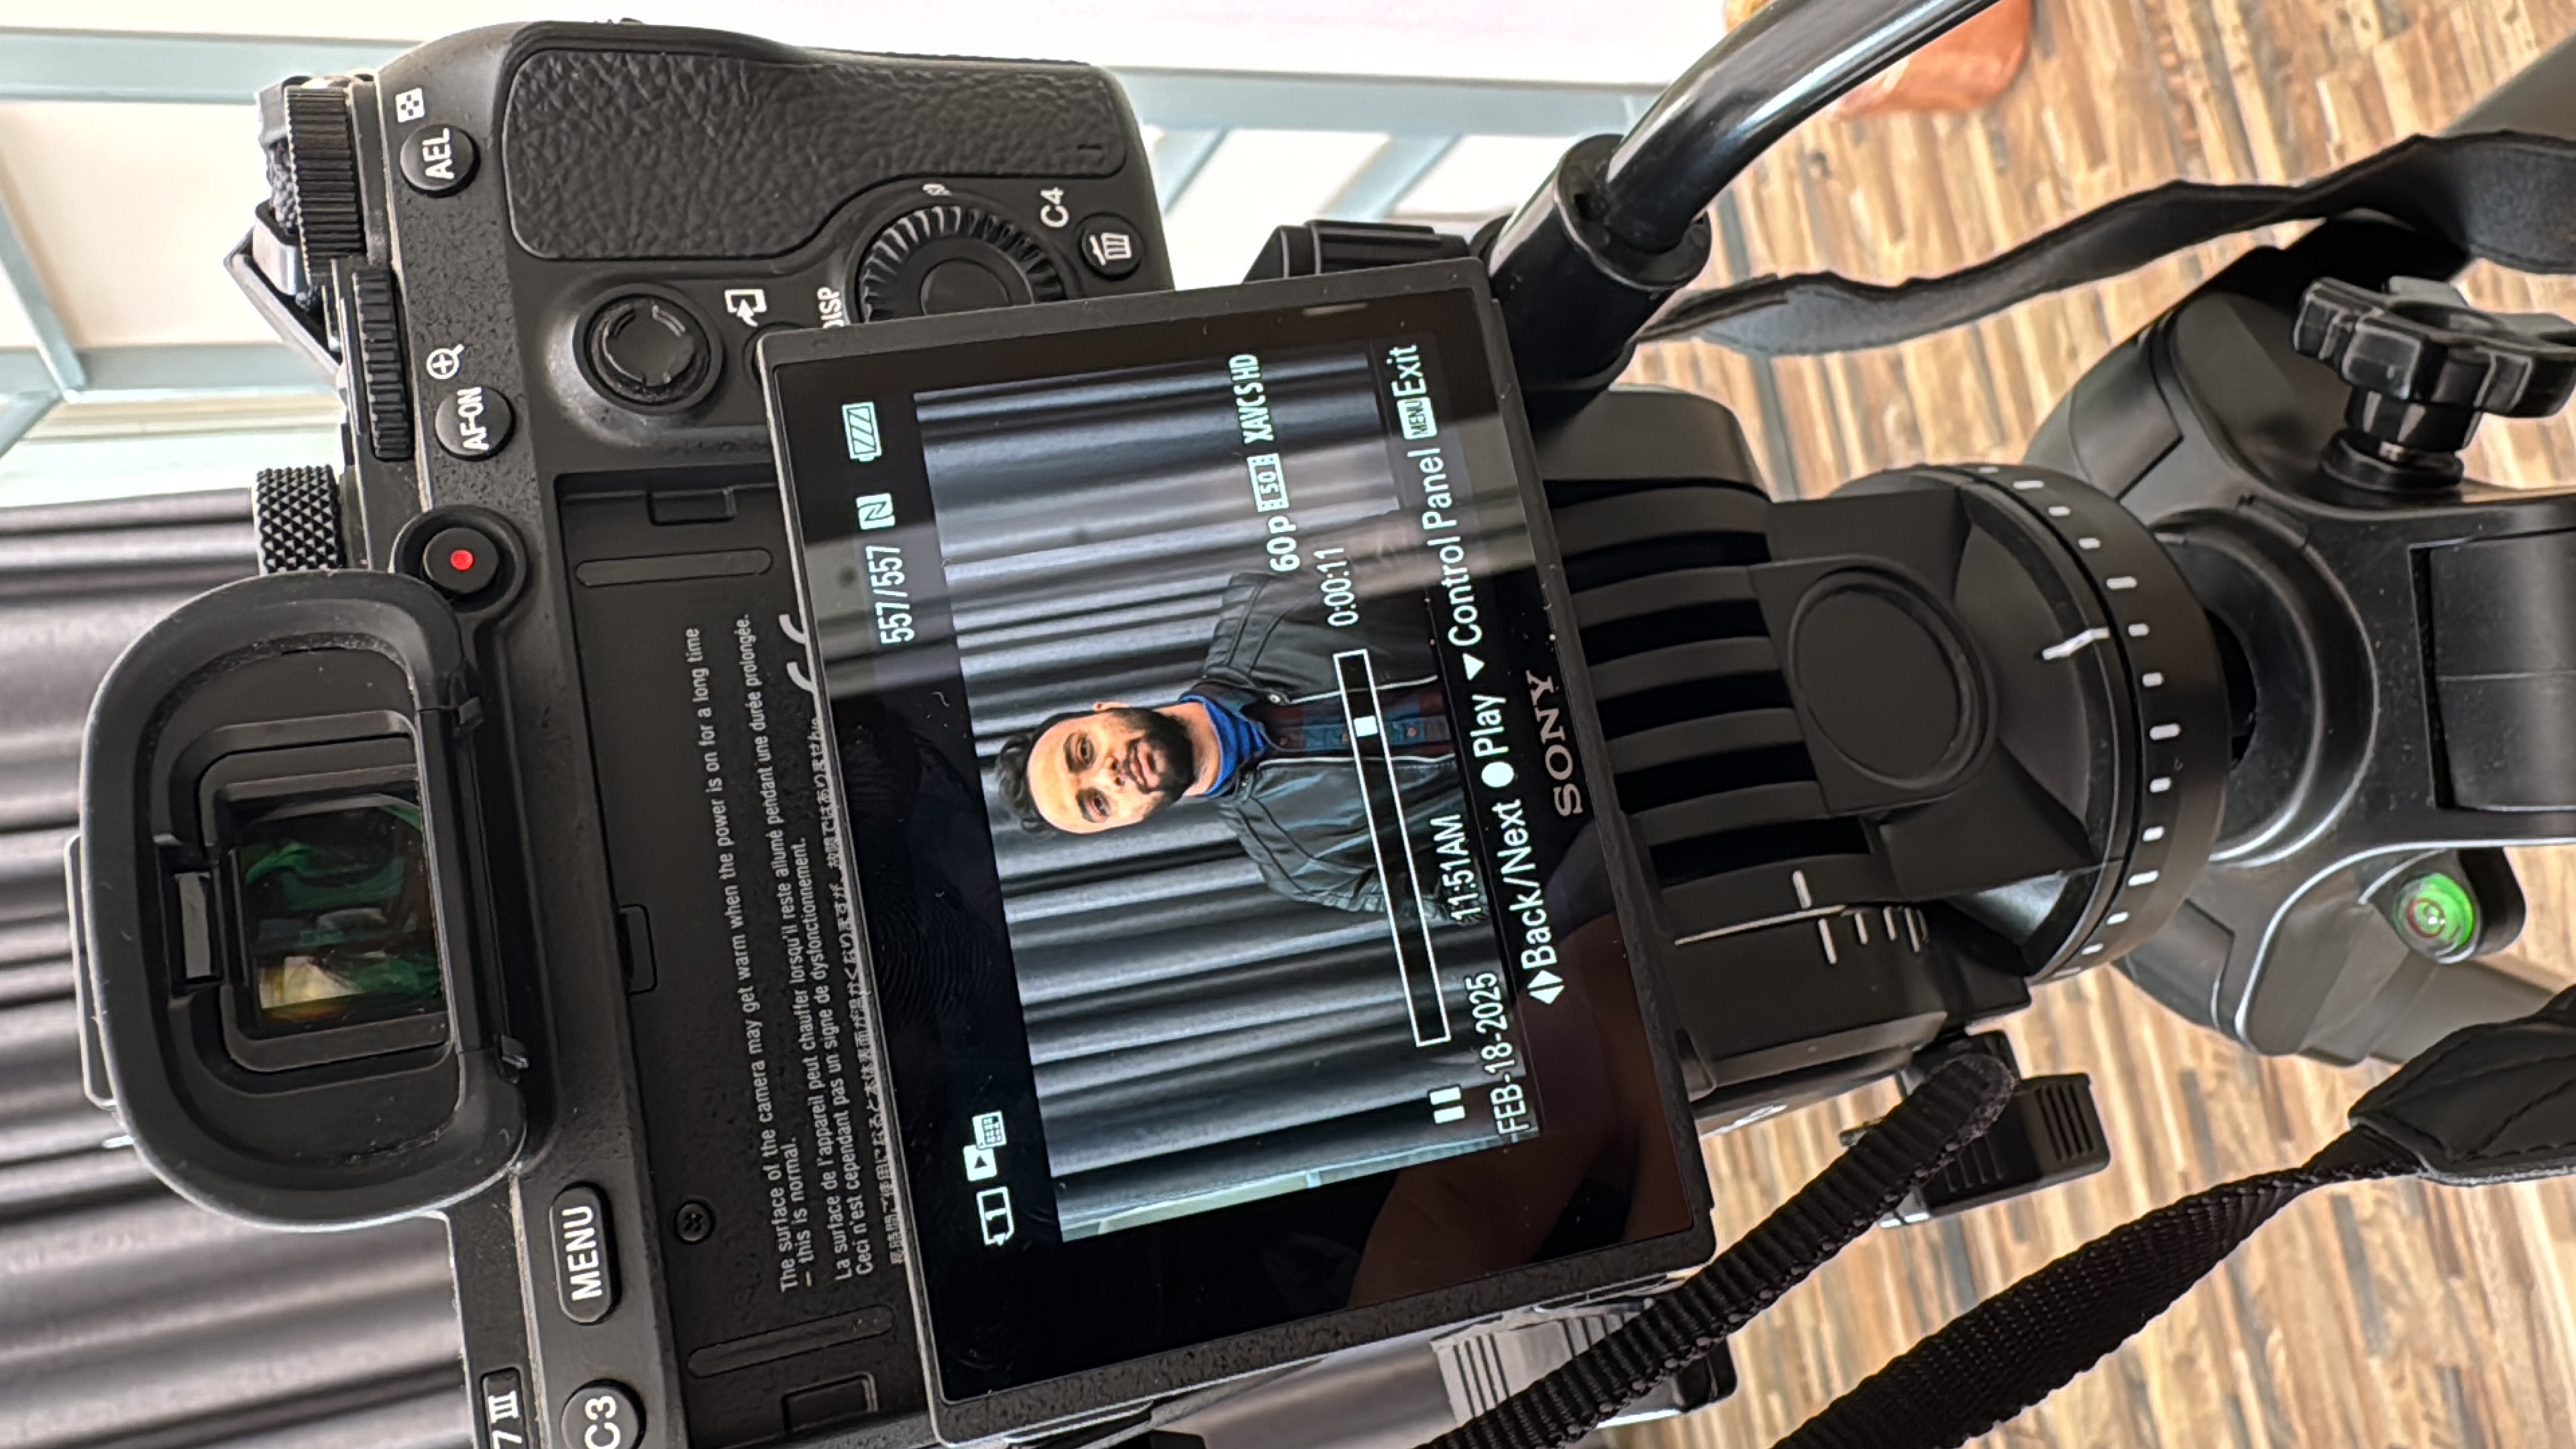 7 III
C3
MENU
AF-ON
AEL
The surface of the camera may get warm when the power is on for a long time
– this is normal.
La surface de l'appareil peut chauffer lorsqu'il reste allumé pendant une durée prolongée.
Ceci n'est cependant pas un signe de dysfonctionnement.
長時間ご使用になると本体表面が温かくなりますが、故障ではありません。
DISP
557/557 N
1
60p 50 XAVC S HD
0:00:11
FEB-18-2025 11:51AM
Back/Next Play Control Panel MENU Exit
SONY
C4